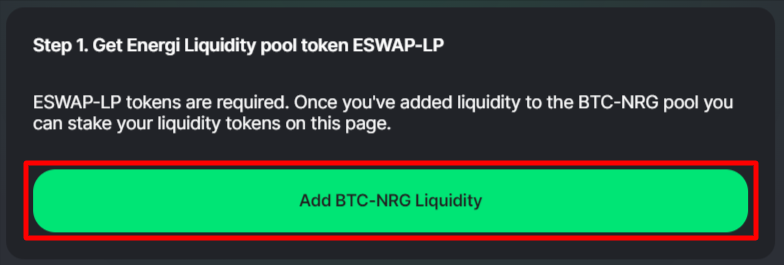 Step 1. Get Energi Liquidity pool token ESWAP-LP
ESWAP-LP tokens are required. Once you've added liquidity to the BTC-NRG pool you
can stake your liquidity tokens on this page.
Add BTC-NRG Liquidity